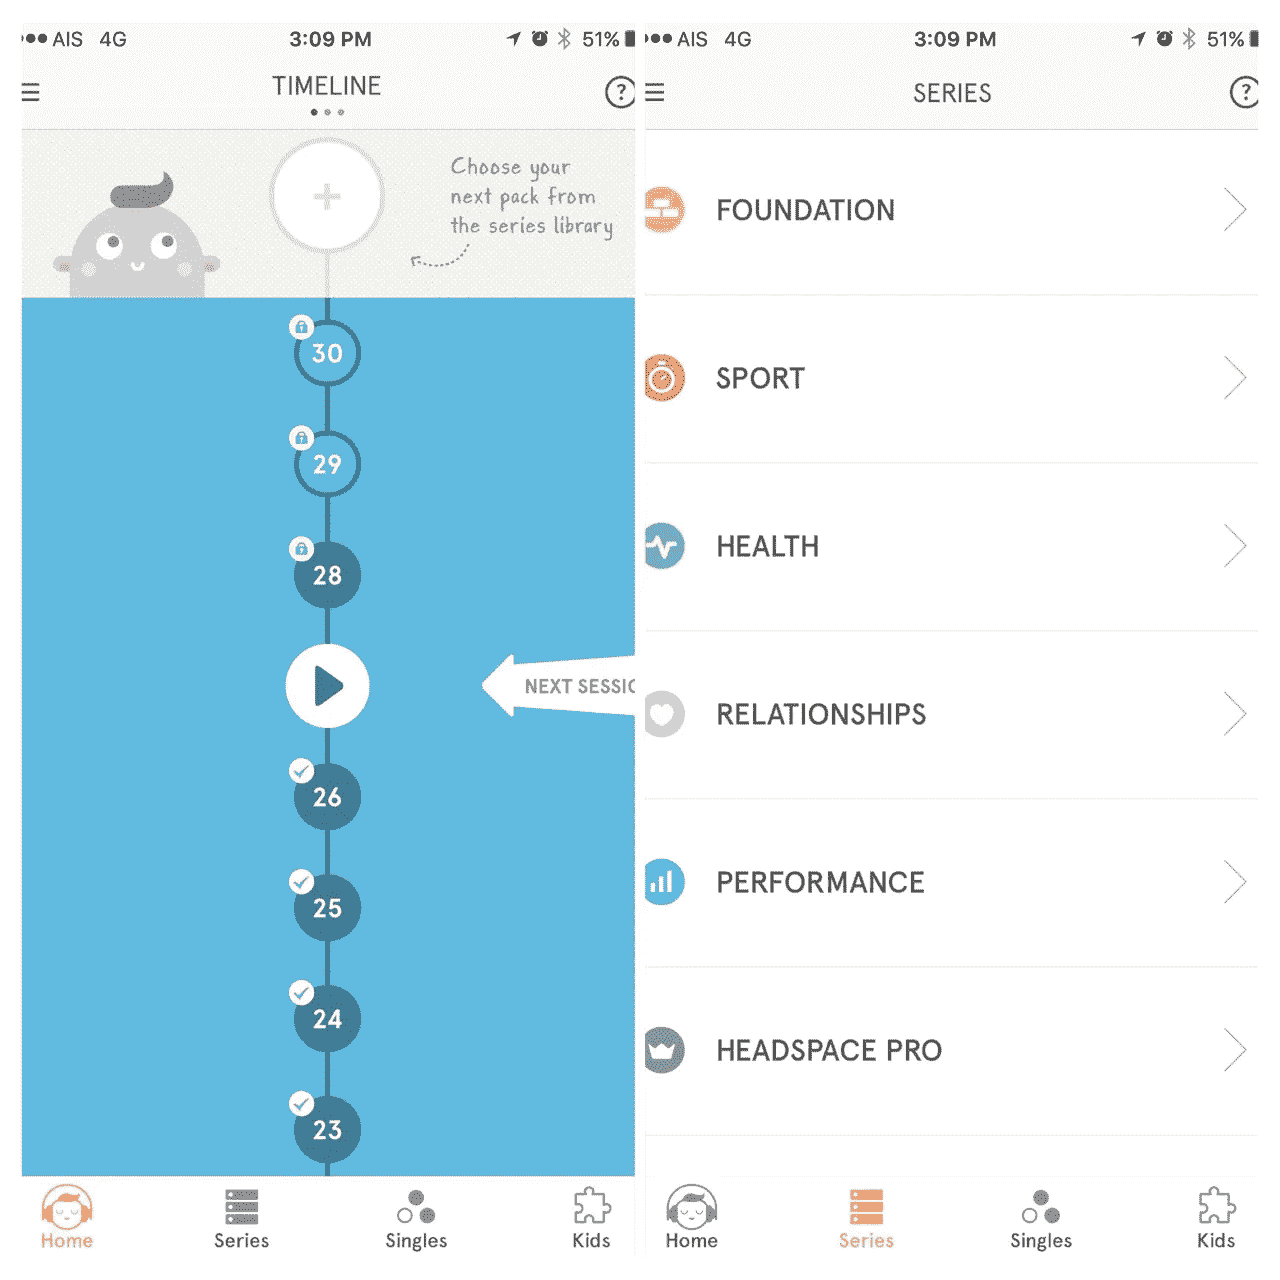 AIS 4G 3:09 PM 51%
TIMELINE
?
Choose your
next pack from
the series library
+
30
29
28
NEXT SESSIO
26
25
24
23
Home Series Singles Kids
AIS 4G 3:09 PM 51%
SERIES
?
FOUNDATION
SPORT
HEALTH
RELATIONSHIPS
PERFORMANCE
HEADSPACE PRO
Home Series Singles Kids